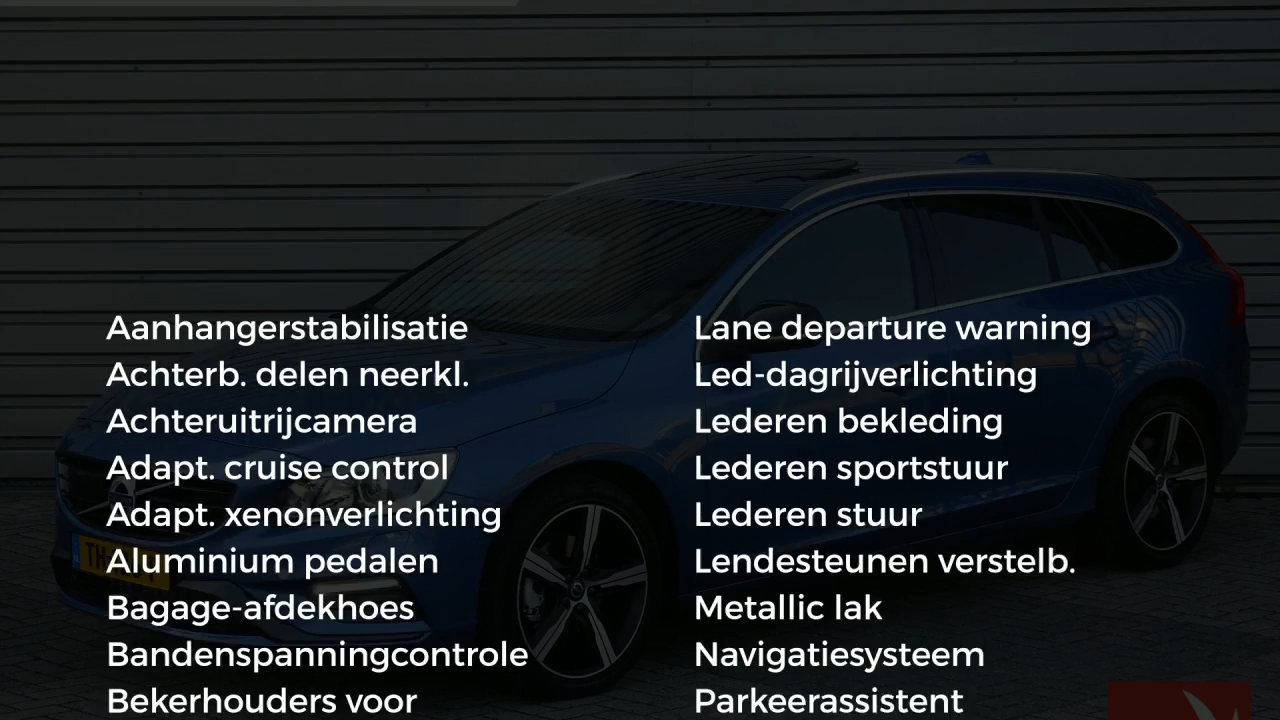 Aanhangerstabilisatie
Achterb. delen neerkl.
Achteruitrijcamera
Adapt. cruise control
Adapt. xenonverlichting
Aluminium pedalen
Bagage-afdekhoes
Bandenspanningcontrole
Bekerhouders voor
Lane departure warning
Led-dagrijverlichting
Lederen bekleding
Lederen sportstuur
Lederen stuur
Lendesteunen verstelb.
Metallic lak
Navigatiesysteem
Parkeerassistent